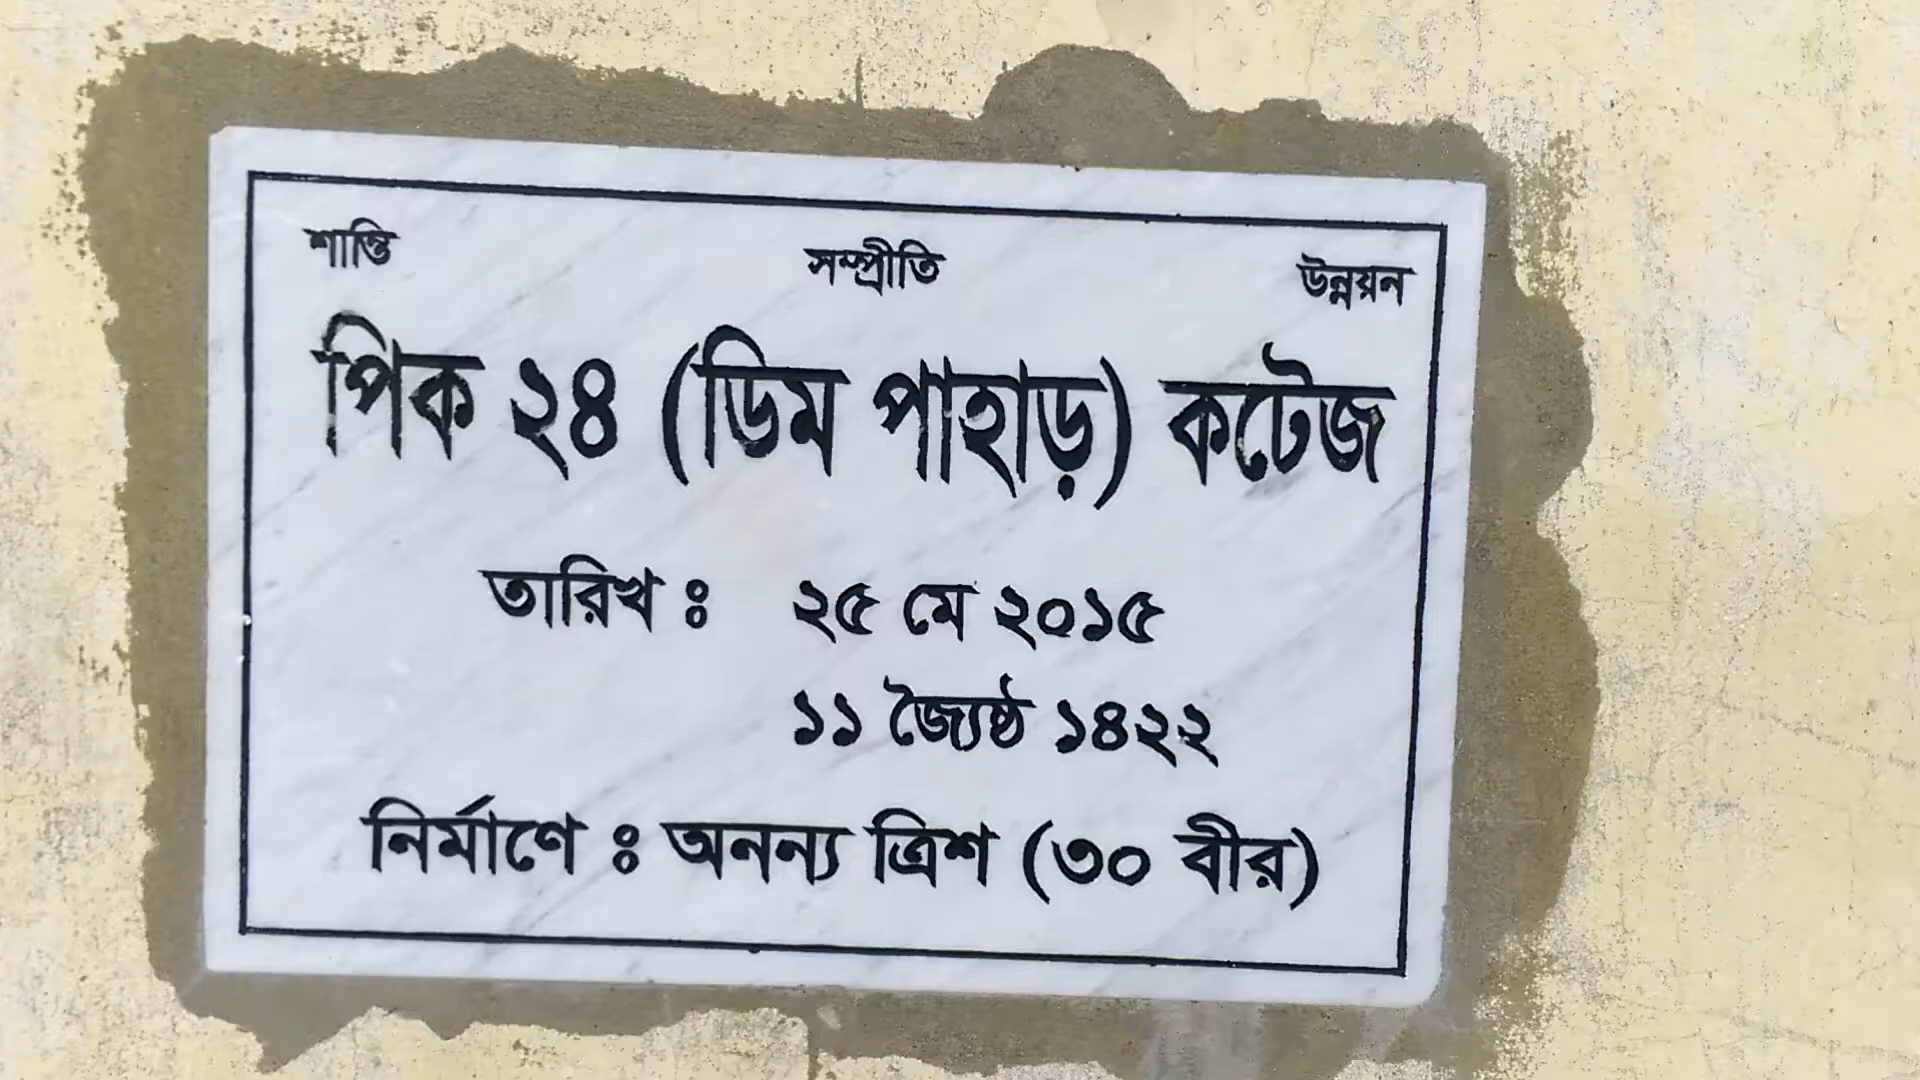 শান্তি সম্প্রীতি উন্নয়ন
পিক ২৪ (ডিম পাহাড়) কটেজ
তারিখ ঃ ২৫ মে ২০১৫
১১ জ্যৈষ্ঠ ১৪২২
নির্মাণে ঃ অনন্য ত্রিশ (৩০ বীর)